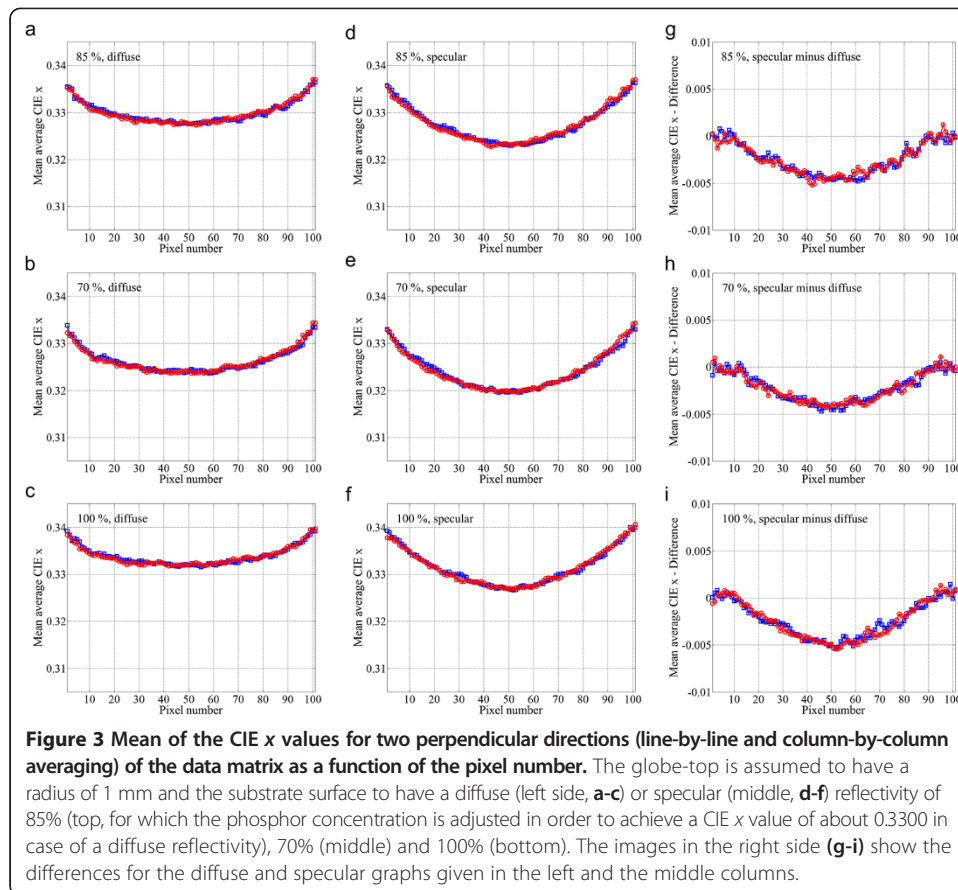 a
85 %, diffuse
Mean average CIE x
0.34
0.33
0.32
0.31
10 20 30 40 50 60 70 80 90 100
Pixel number
d
85 %, specular
Mean average CIE x
0.34
0.33
0.32
0.31
10 20 30 40 50 60 70 80 90 100
Pixel number
g
85 %, specular minus diffuse
Mean average CIE x - Difference
0.01
0.005
0
-0.005
-0.01
10 20 30 40 50 60 70 80 90 100
Pixel number
b
70 %, diffuse
Mean average CIE x
0.34
0.33
0.32
0.31
10 20 30 40 50 60 70 80 90 100
Pixel number
e
70 %, specular
Mean average CIE x
0.34
0.33
0.32
0.31
10 20 30 40 50 60 70 80 90 100
Pixel number
h
70 %, specular minus diffuse
Mean average CIE x - Difference
0.01
0.005
0
-0.005
-0.01
10 20 30 40 50 60 70 80 90 100
Pixel number
c
100 %, diffuse
Mean average CIE x
0.34
0.33
0.32
0.31
10 20 30 40 50 60 70 80 90 100
Pixel number
f
100 %, specular
Mean average CIE x
0.34
0.33
0.32
0.31
10 20 30 40 50 60 70 80 90 100
Pixel number
i
100 %, specular minus diffuse
Mean average CIE x - Difference
0.01
0.005
0
-0.005
-0.01
10 20 30 40 50 60 70 80 90 100
Pixel number
Figure 3 Mean of the CIE x values for two perpendicular directions (line-by-line and column-by-column
averaging) of the data matrix as a function of the pixel number. The globe-top is assumed to have a
radius of 1 mm and the substrate surface to have a diffuse (left side, a-c) or specular (middle, d-f) reflectivity of
85% (top, for which the phosphor concentration is adjusted in order to achieve a CIE x value of about 0.3300 in
case of a diffuse reflectivity), 70% (middle) and 100% (bottom). The images in the right side (g-i) show the
differences for the diffuse and specular graphs given in the left and the middle columns.